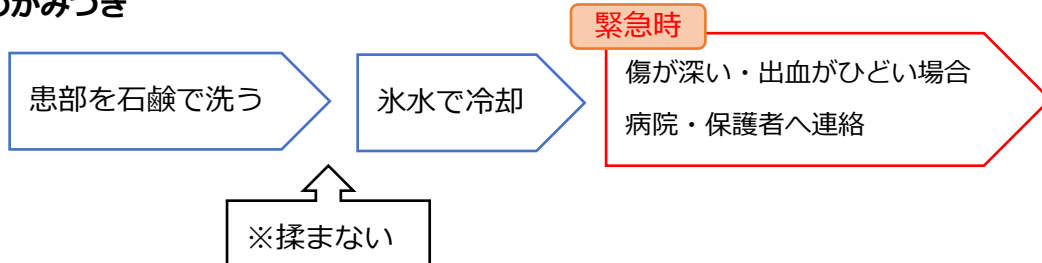 かみつき
患部を石鹸で洗う
氷水で冷却
緊急時
傷が深い・出血がひどい場合
病院・保護者へ連絡
※揉まない